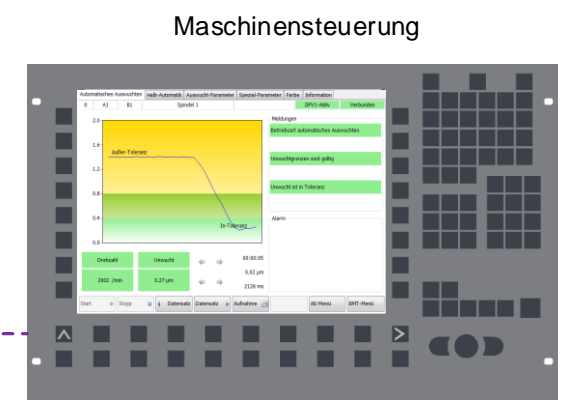 Maschinensteuerung
Automatisches Auswuchten Halb-Automatik Auswucht-Parameter Spezial-Parameter Farbe Information
0 A1 B1 Spindel 1 DPV1-Aktiv Verbunden
Meldungen
Betriebsart automatisches Auswuchten
Unwuchtgrenzen sind gültig
Unwucht ist in Toleranz
Alarm
2.0
1.6
Außer-Toleranz
1.2
0.8
0.4
In-Toleranz
0.0
Drehzahl Unwucht 00:00:05
0.02 µm
2002 /min 0.27 µm 2128 ms
Start Stopp Datensatz Datensatz Aufnahme AE-Menü BMT-Menü